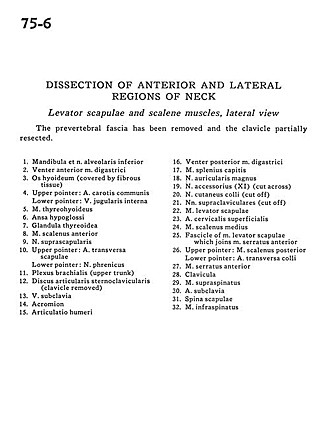 75-6
DISSECTION OF ANTERIOR AND LATERAL
REGIONS OF NECK
Levator scapulae and scalene muscles, lateral view
The prevertebral fascia has been removed and the clavicle partially
resected.
1. Mandibula et n. alveolaris inferior
2. Venter anterior m. digastrici
3. Os hyoideum (covered by fibrous
tissue)
4. Upper pointer: A. carotis communis
Lower pointer: V. jugularis interna
5. M. thyreohyoideus
6. Ansa hypoglossi
7. Glandula thyreoidea
8. M. scalenus anterior
9. N. suprascapularis
10. Upper pointer: A. transversa
scapulae
Lower pointer: N. phrenicus
11. Plexus brachialis (upper trunk)
12. Discus articularis sternoclavicularis
(clavicle removed)
13. V. subclavia
14. Acromion
15. Articulatio humeri
16. Venter posterior m. digastrici
17. M. splenius capitis
18. N. auricularis magnus
19. N. accessorius (XI) (cut across)
20. N. cutaneus colli (cut off)
21. Nn. supraclaviculares (cut off)
22. M. levator scapulae
23. A. cervicalis superficialis
24. M. scalenus medius
25. Fascicle of m. levator scapulae
which joins m. serratus anterior
26. Upper pointer: M. scalenus posterior
Lower pointer: A. transversa colli
27. M. serratus anterior
28. Clavicula
29. M. supraspinatus
30. A. subclavia
31. Spina scapulae
32. M. infraspinatus